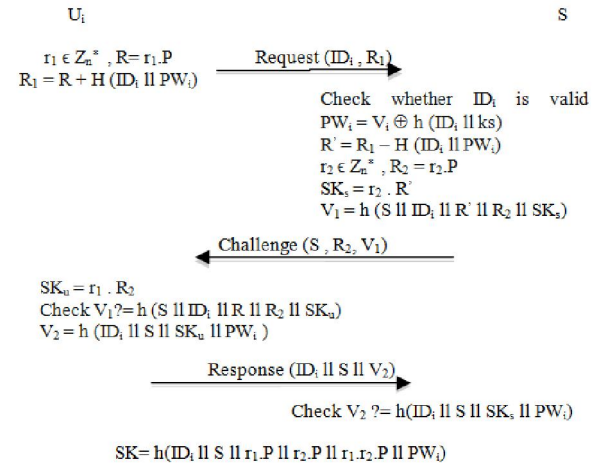 Uᵢ S
r₁ ϵ Zₙ* , R= r₁.P
Request (IDᵢ , R₁)
R₁ = R + H (IDᵢ ll PWᵢ)
Check whether IDᵢ is valid
PWᵢ = Vᵢ ⊕ h (IDᵢ ll ks)
R' = R₁ – H (IDᵢ ll PWᵢ)
r₂ ϵ Zₙ* , R₂ = r₂.P
SKₛ = r₂ . R'
V₁ = h (S ll IDᵢ ll R' ll R₂ ll SKₛ)
Challenge (S , R₂, V₁)
SKᵤ = r₁ . R₂
Check V₁?= h (S ll IDᵢ ll R ll R₂ ll SKᵤ)
V₂ = h (IDᵢ ll S ll SKᵤ ll PWᵢ )
Response (IDᵢ ll S ll V₂)
Check V₂ ?= h(IDᵢ ll S ll SKₛ ll PWᵢ)
SK= h(IDᵢ ll S ll r₁.P ll r₂.P ll r₁.r₂.P ll PWᵢ)